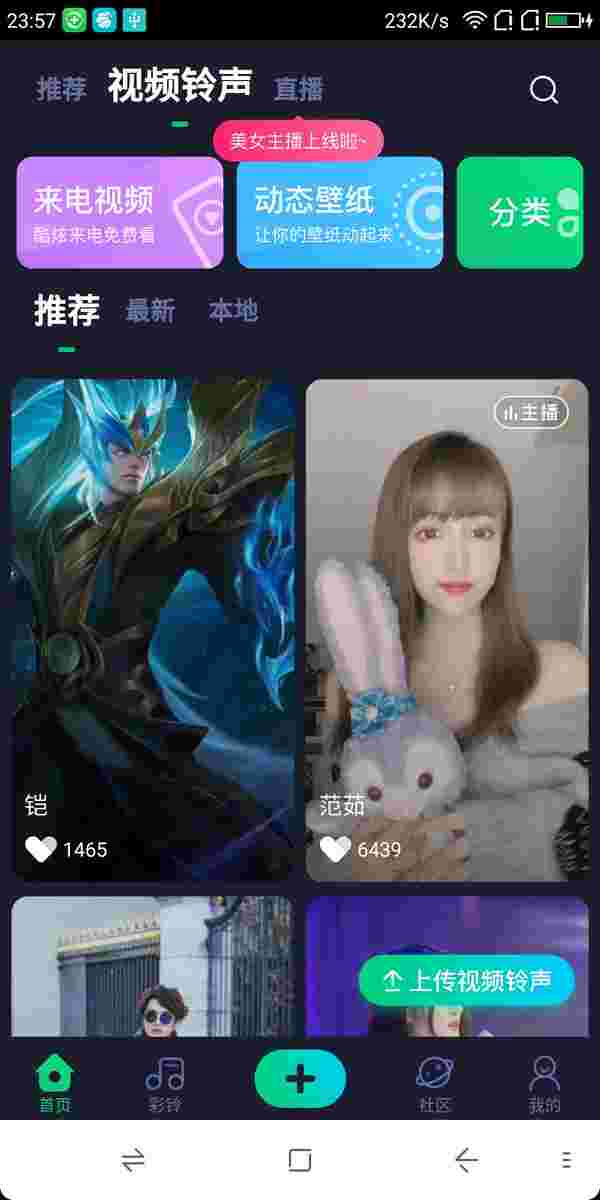 23:57 232K/s
推荐 视频铃声 直播
美女主播上线啦~
来电视频 动态壁纸 分类
酷炫来电免费看 让你的壁纸动起来
推荐 最新 本地
主播
铠 范茹
1465 6439
上传视频铃声
首页 彩铃 社区 我的